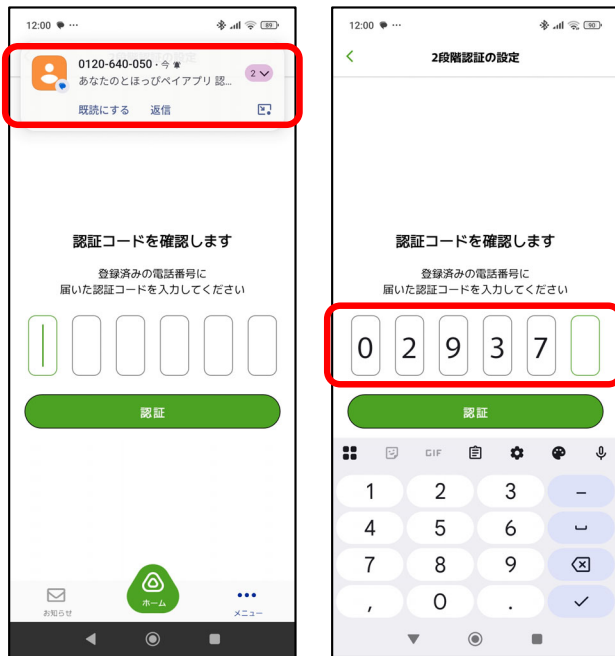 12:00
89
0120-640-050・今
あなたのとほっぴペイアプリ 認...
2
既読にする 返信
認証コードを確認します
登録済みの電話番号に
届いた認証コードを入力してください
認証
お知らせ
ホーム
メニュー
12:00
90
2段階認証の設定
認証コードを確認します
登録済みの電話番号に
届いた認証コードを入力してください
0 2 9 3 7
認証
GIF
1 2 3 −
4 5 6
7 8 9
, 0 .